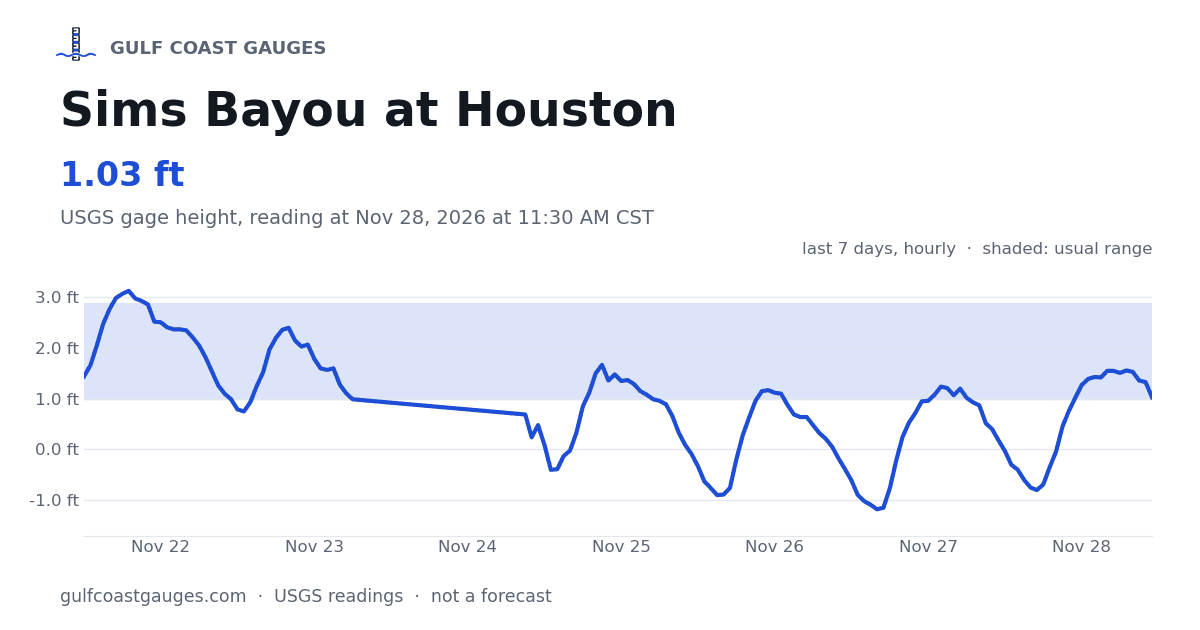 GULF COAST GAUGES
Sims Bayou at Houston
1.03 ft
USGS gage height, reading at Nov 28, 2026 at 11:30 AM CST
last 7 days, hourly · shaded: usual range
3.0 ft
2.0 ft
1.0 ft
0.0 ft
-1.0 ft
Nov 22 Nov 23 Nov 24 Nov 25 Nov 26 Nov 27 Nov 28
gulfcoastgauges.com · USGS readings · not a forecast